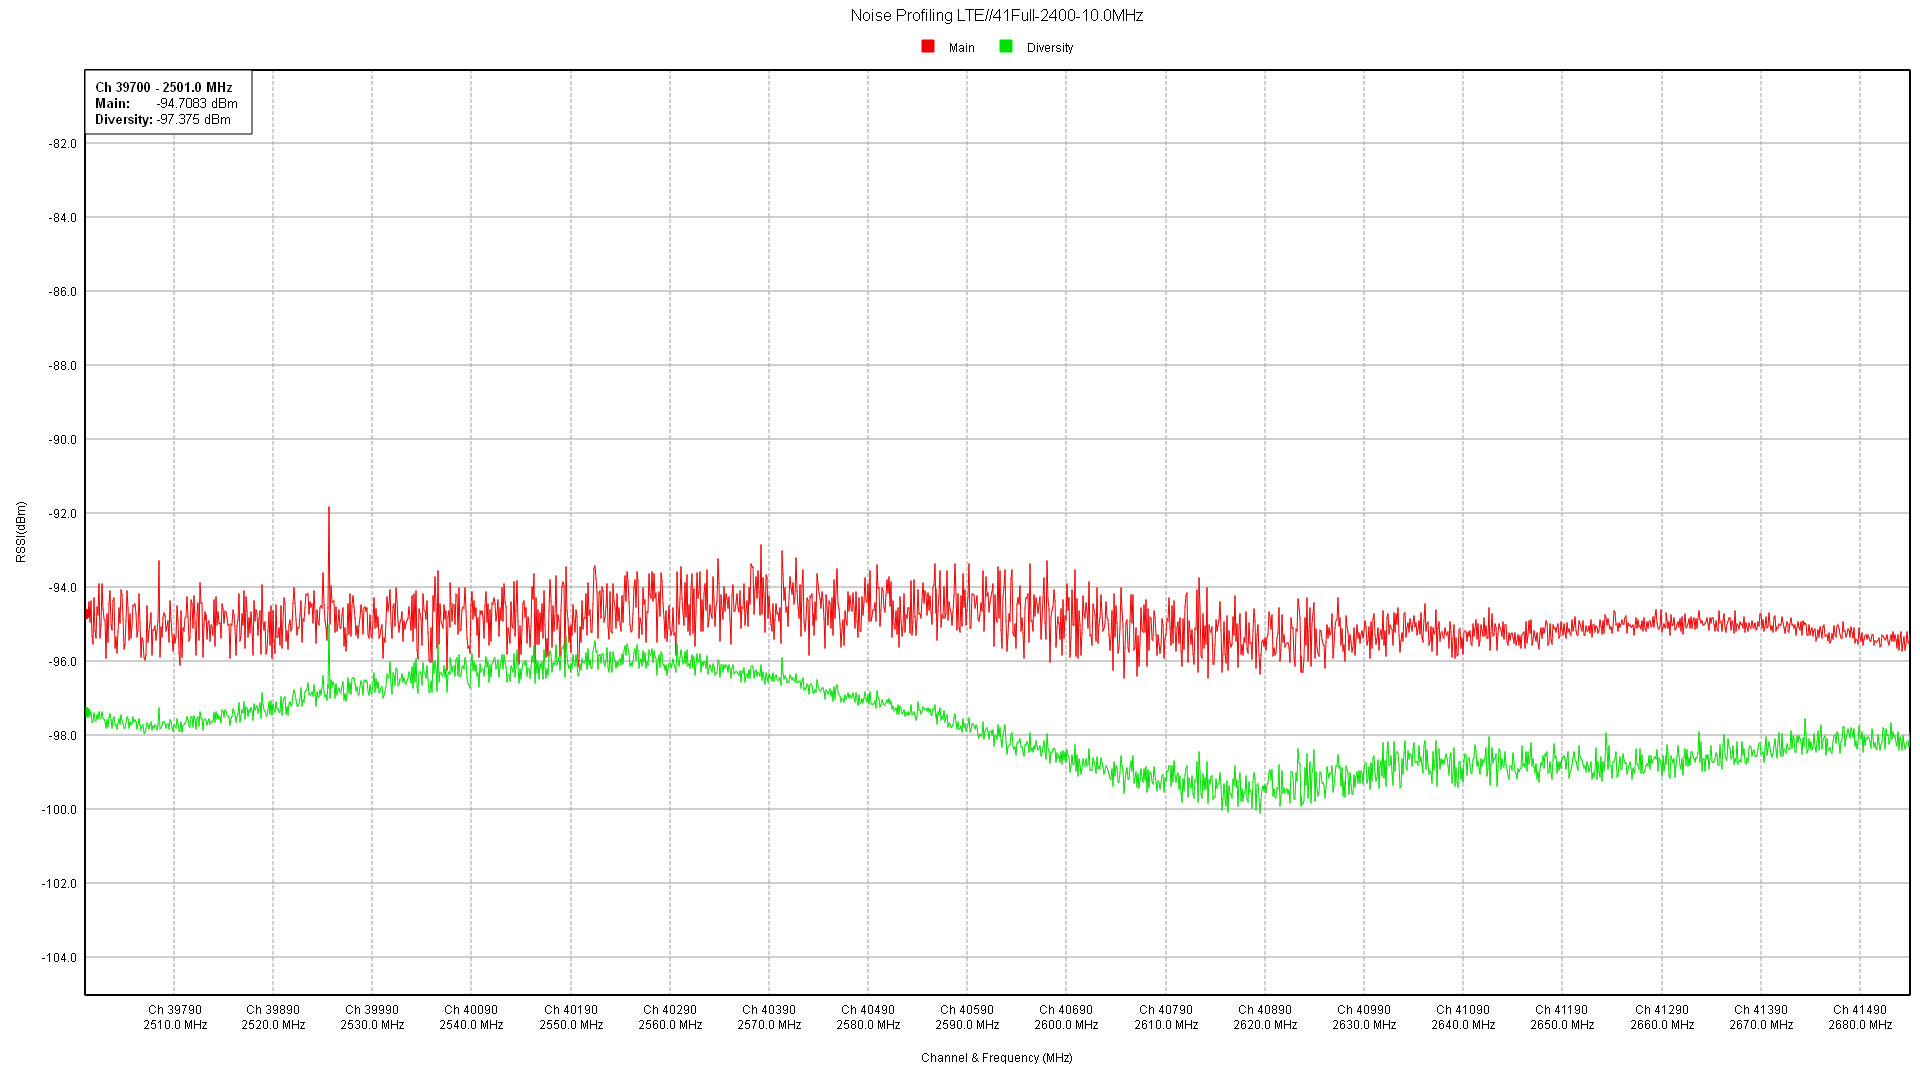 Noise Profiling LTE//41Full-2400-10.0MHz
Main Diversity
Ch 39700 - 2501.0 MHz
Main: -94.7083 dBm
Diversity: -97.375 dBm
-82.0
-84.0
-86.0
-88.0
-90.0
-92.0
-94.0
-96.0
-98.0
-100.0
-102.0
-104.0
RSSI(dBm)
Ch 39790 Ch 39890 Ch 39990 Ch 40090 Ch 40190 Ch 40290 Ch 40390 Ch 40490 Ch 40590 Ch 40690 Ch 40790 Ch 40890 Ch 40990 Ch 41090 Ch 41190 Ch 41290 Ch 41390 Ch 41490
2510.0 MHz 2520.0 MHz 2530.0 MHz 2540.0 MHz 2550.0 MHz 2560.0 MHz 2570.0 MHz 2580.0 MHz 2590.0 MHz 2600.0 MHz 2610.0 MHz 2620.0 MHz 2630.0 MHz 2640.0 MHz 2650.0 MHz 2660.0 MHz 2670.0 MHz 2680.0 MHz
Channel & Frequency (MHz)